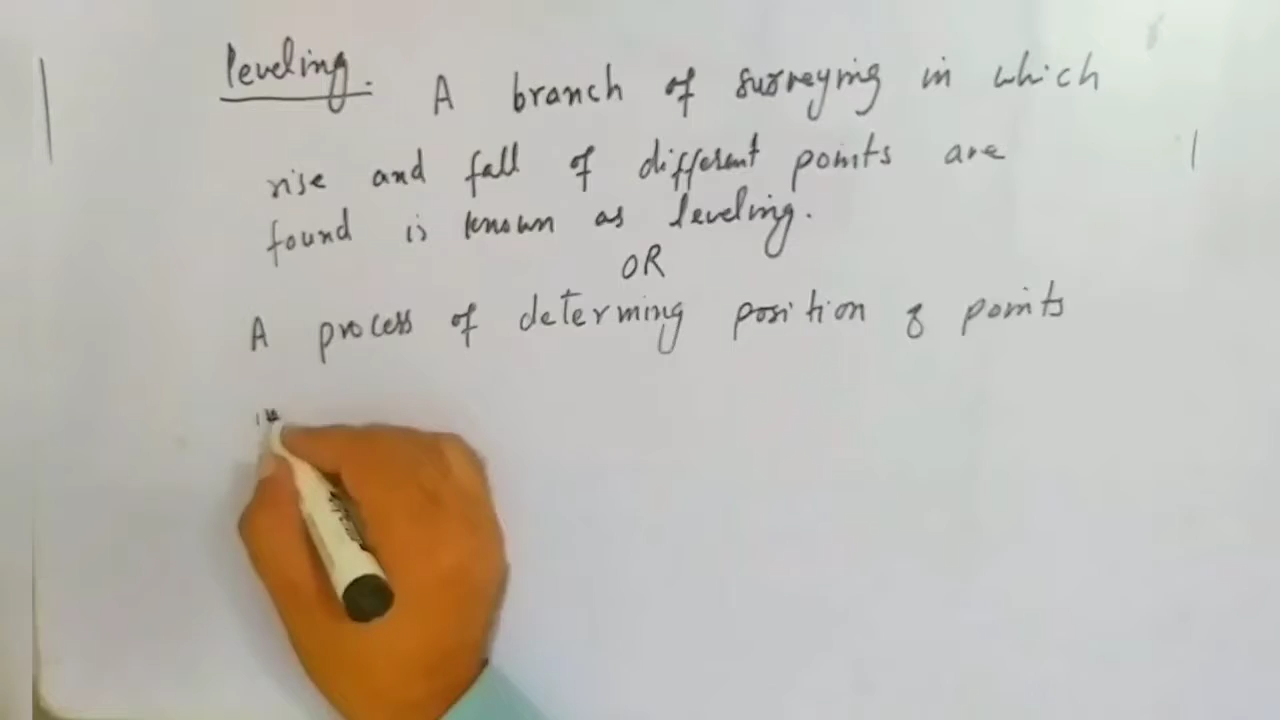 leveling. A branch of surveying in which
rise and fall of different points are
found is known as leveling.
OR
A process of determing position of points